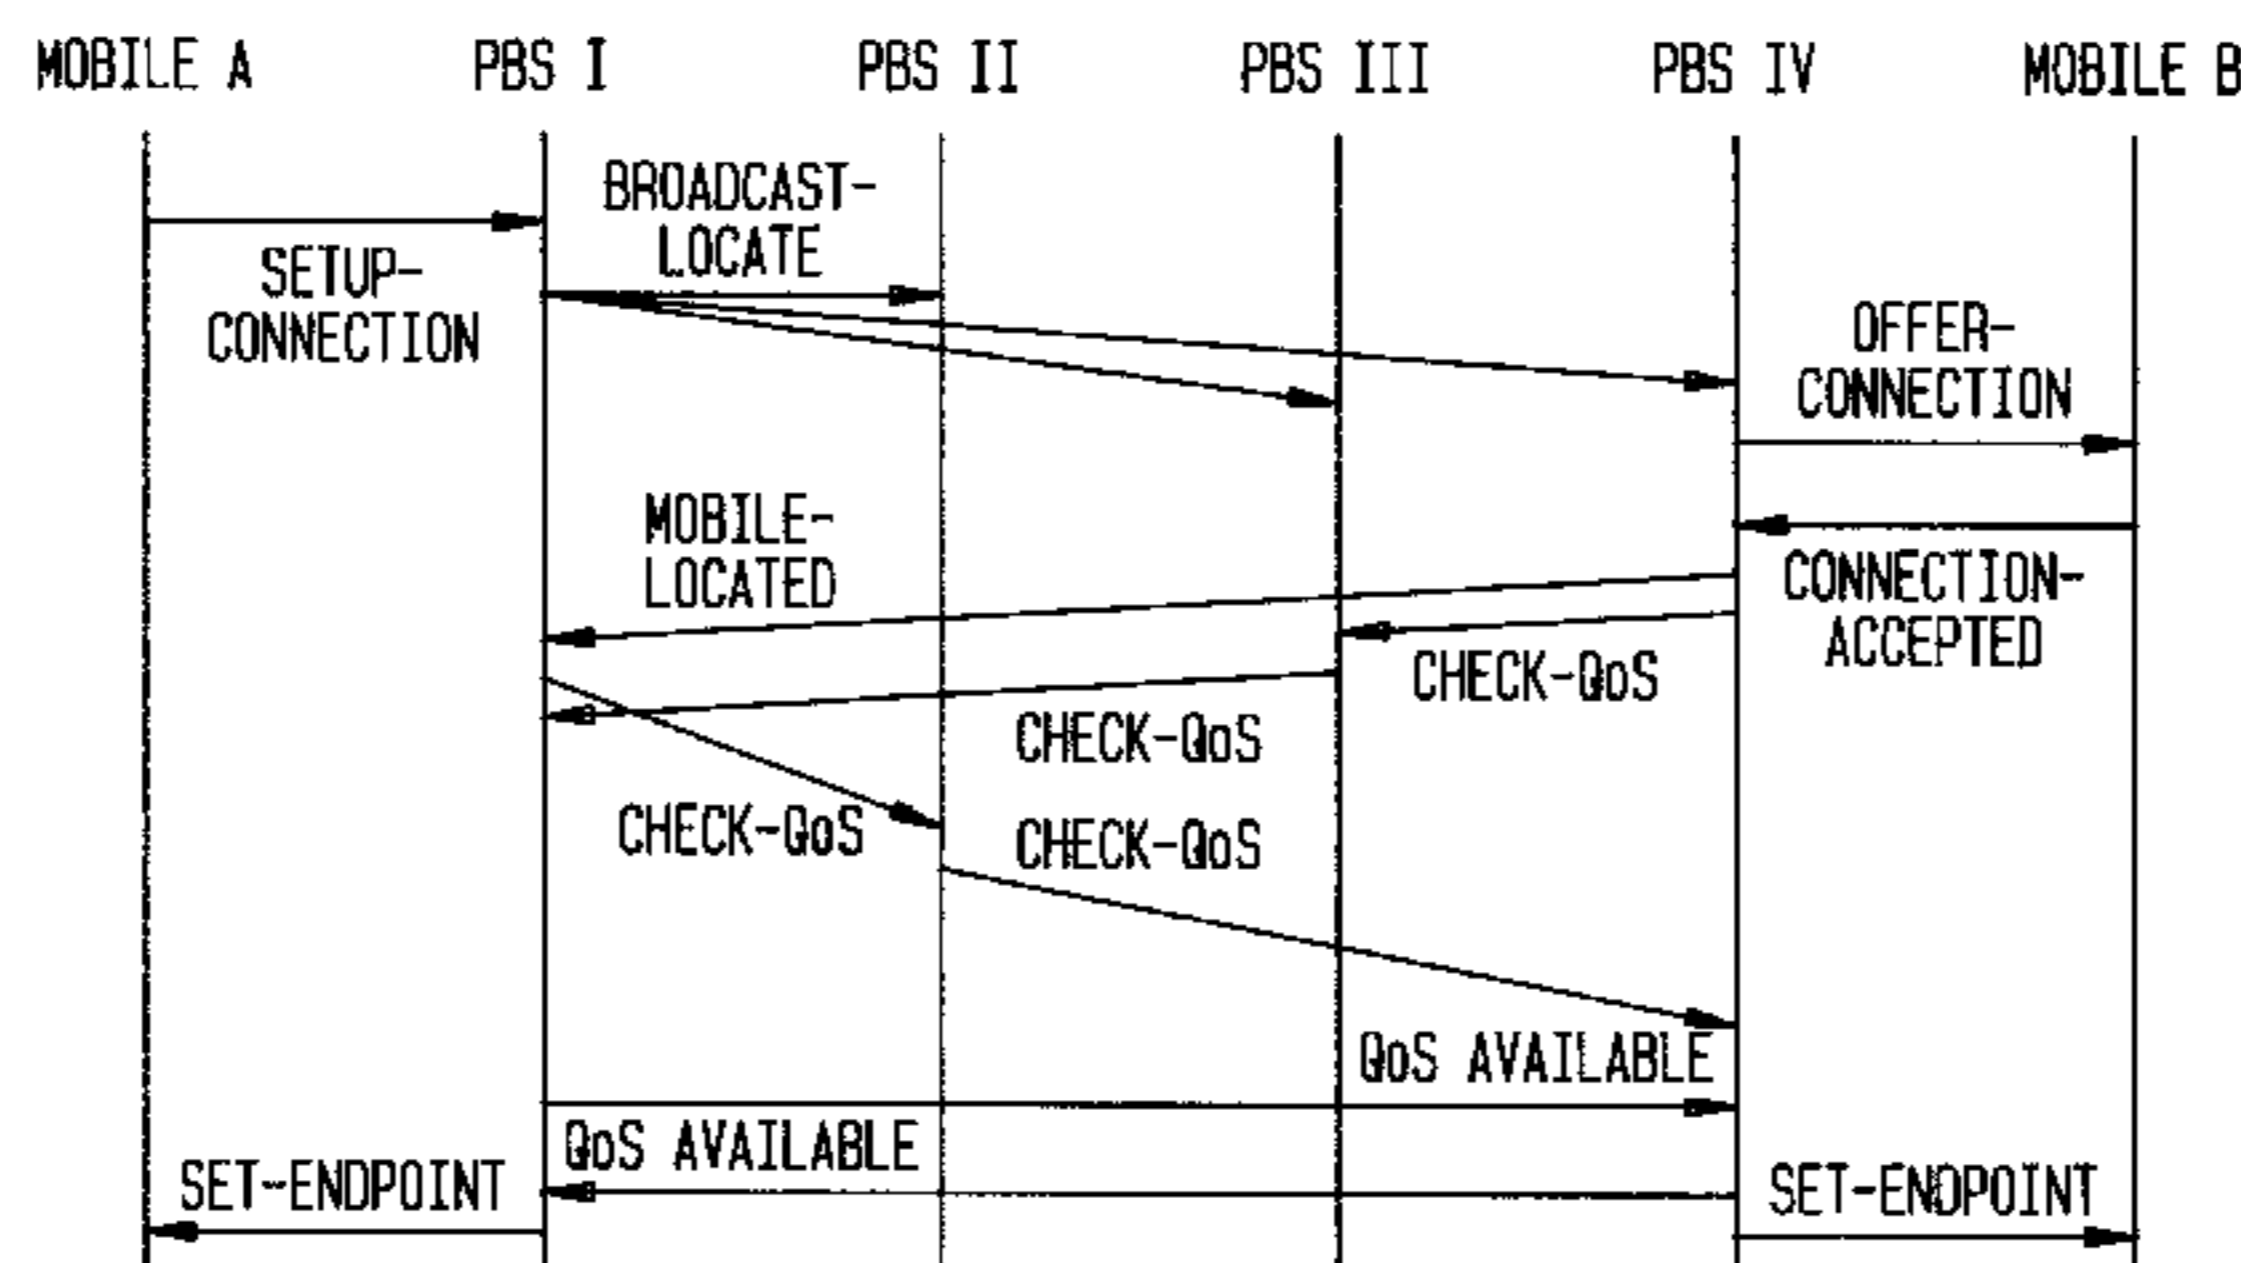 MOBILE A
PBS I
PBS II
PBS III
PBS IV
MOBILE B
BROADCAST-
LOCATE
SETUP-
CONNECTION
OFFER-
CONNECTION
MOBILE-
LOCATED
CONNECTION-
ACCEPTED
CHECK-QoS
CHECK-QoS
CHECK-QoS
CHECK-QoS
QoS AVAILABLE
QoS AVAILABLE
SET-ENDPOINT
SET-ENDPOINT